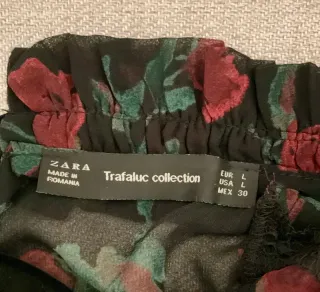 ZARA
MADE IN
ROMANIA
Trafaluc collection
EUR L
USA L
MEX 30